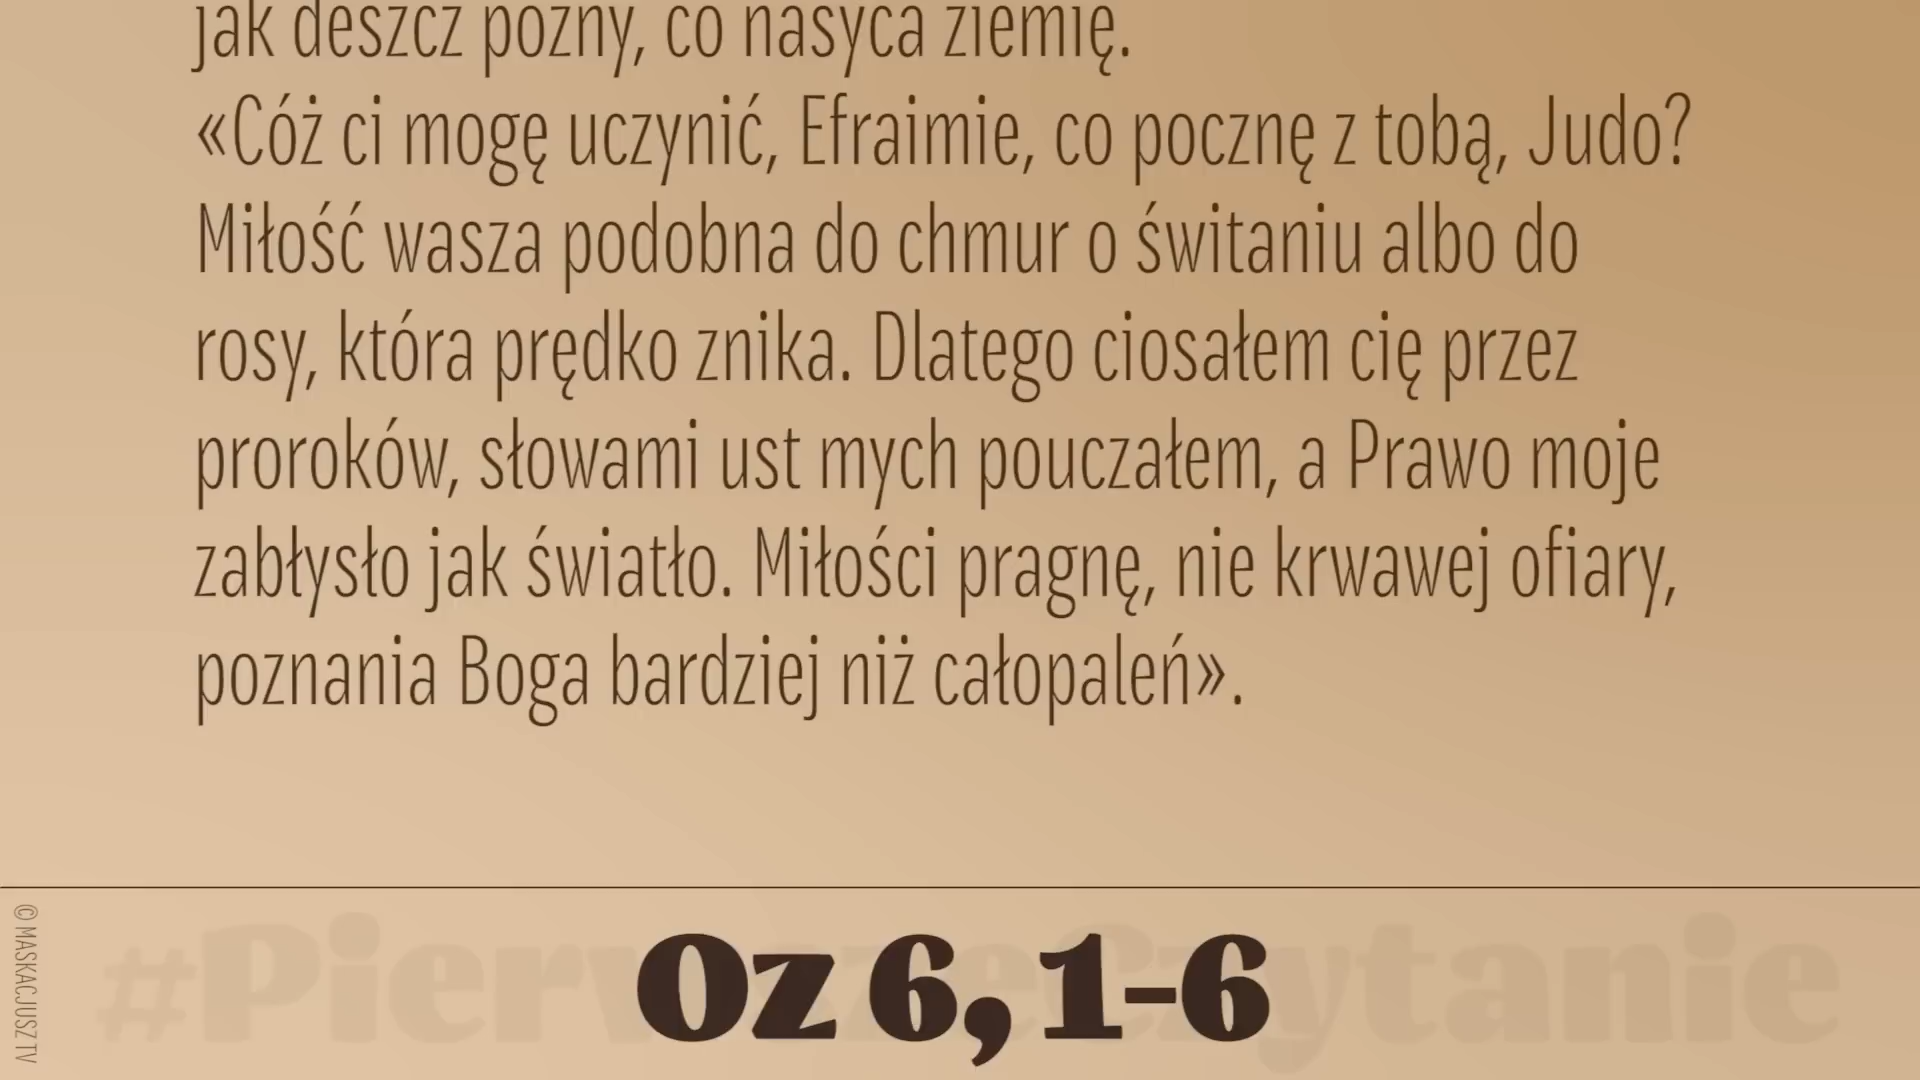 jak deszcz późny, co nasyca ziemię.
«Cóż ci mogę uczynić, Efraimie, co pocznę z tobą, Judo?
Miłość wasza podobna do chmur o świtaniu albo do
rosy, która prędko znika. Dlatego ciosałem cię przez
proroków, słowami ust mych pouczałem, a Prawo moje
zabłysło jak światło. Miłości pragnę, nie krwawej ofiary,
poznania Boga bardziej niż całopaleń».
#PierwszeCzytanie
Oz 6, 1-6
© MASKACJUSZ TV